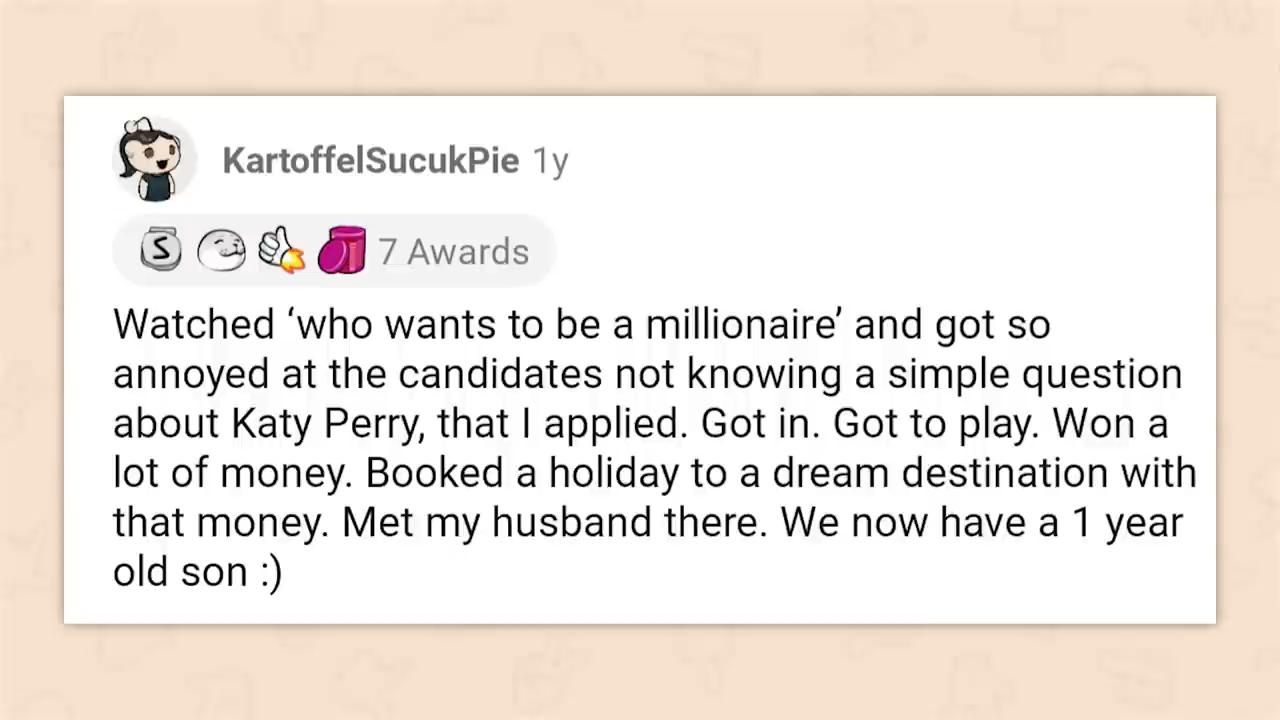 KartoffelSucukPie 1y
S 7 Awards
Watched ‘who wants to be a millionaire’ and got so
annoyed at the candidates not knowing a simple question
about Katy Perry, that I applied. Got in. Got to play. Won a
lot of money. Booked a holiday to a dream destination with
that money. Met my husband there. We now have a 1 year
old son :)